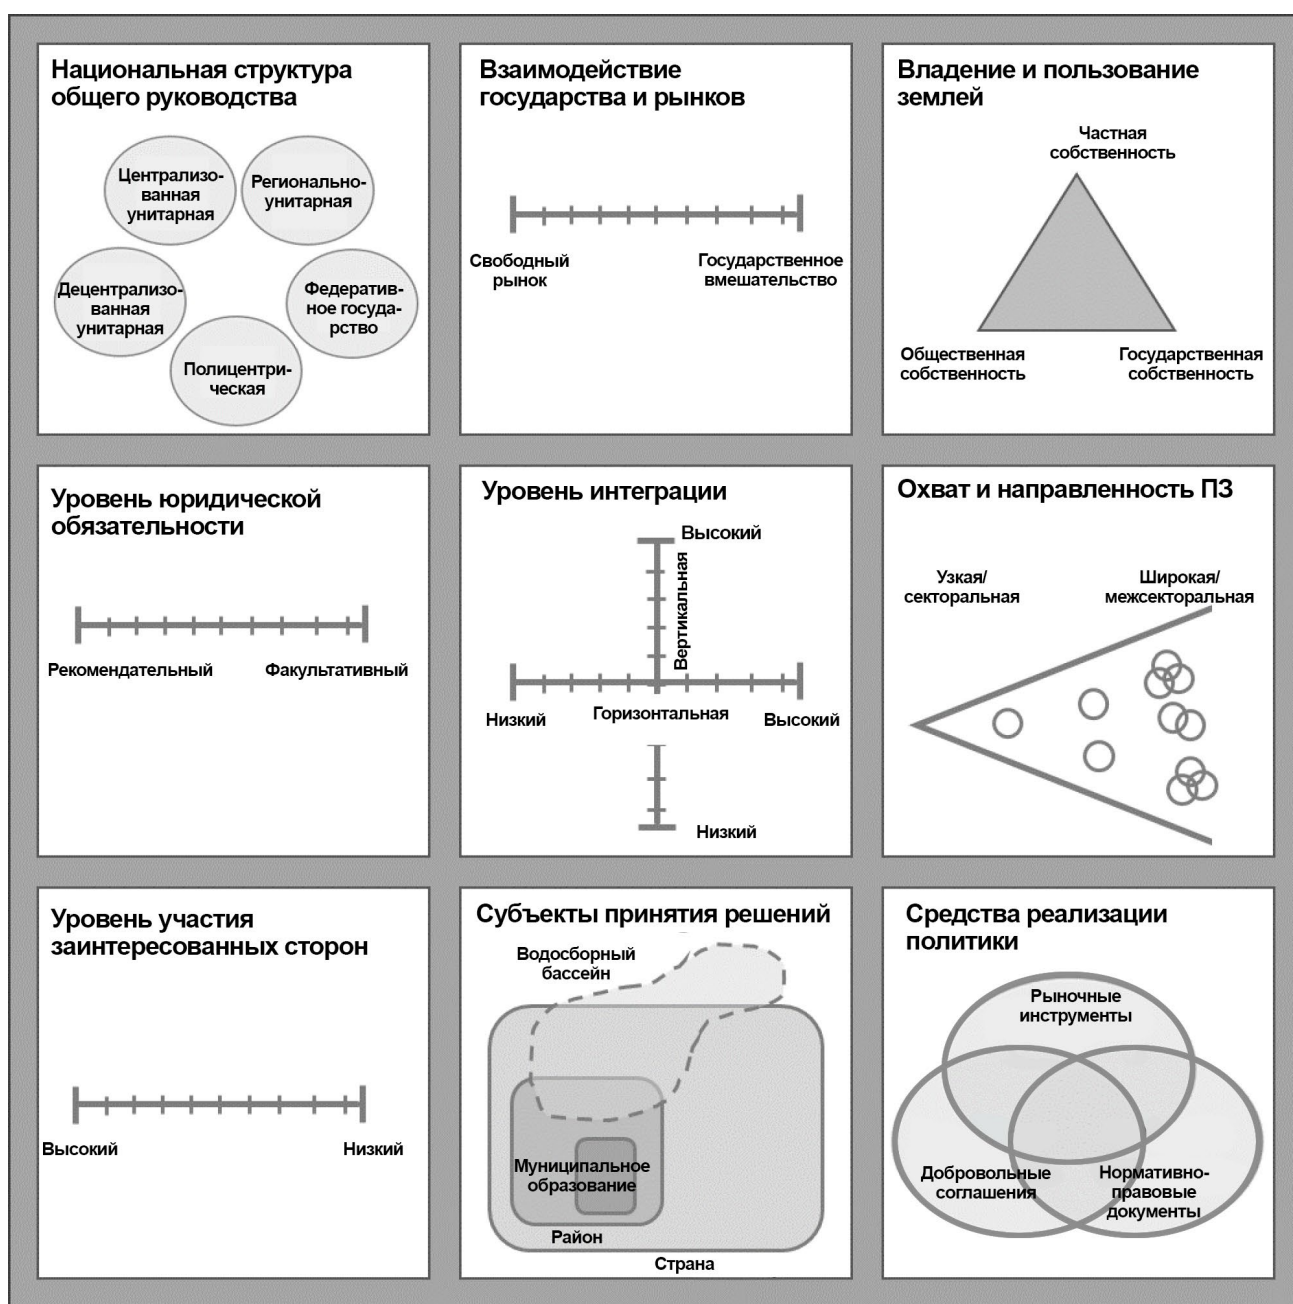 Национальная структура
общего руководства
Централизо-
ванная
унитарная
Регионально-
унитарная
Децентрализо-
ванная
унитарная
Федератив-
ное госуда-
рство
Полицентри-
ческая
Взаимодействие
государства и рынков
Свободный
рынок
Государственное
вмешательство
Владение и пользование
землей
Частная
собственность
Общественная
собственность
Государственная
собственность
Уровень юридической
обязательности
Рекомендательный
Факультативный
Уровень интеграции
Высокий
Вертикальная
Низкий
Горизонтальная
Высокий
Низкий
Охват и направленность ПЗ
Узкая/
секторальная
Широкая/
межсекторальная
Уровень участия
заинтересованных сторон
Высокий
Низкий
Субъекты принятия решений
Водосборный
бассейн
Муниципальное
образование
Район
Страна
Средства реализации
политики
Рыночные
инструменты
Добровольные
соглашения
Нормативно-
правовые
документы